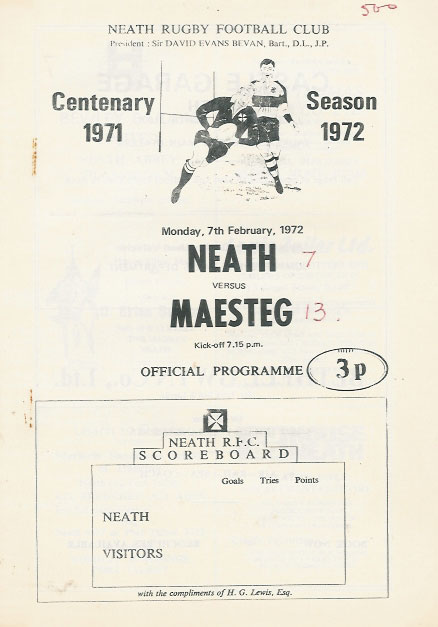 500
NEATH RUGBY FOOTBALL CLUB
President : Sir DAVID EVANS BEVAN, Bart., D.L., J.P.
Centenary Season
1971 1972
Monday, 7th February, 1972
NEATH 7
VERSUS
MAESTEG 13
Kick-off 7.15 p.m.
OFFICIAL PROGRAMME 3p
NEATH R.F.C.
SCOREBOARD
Goals Tries Points
NEATH
VISITORS
with the compliments of H. G. Lewis, Esq.